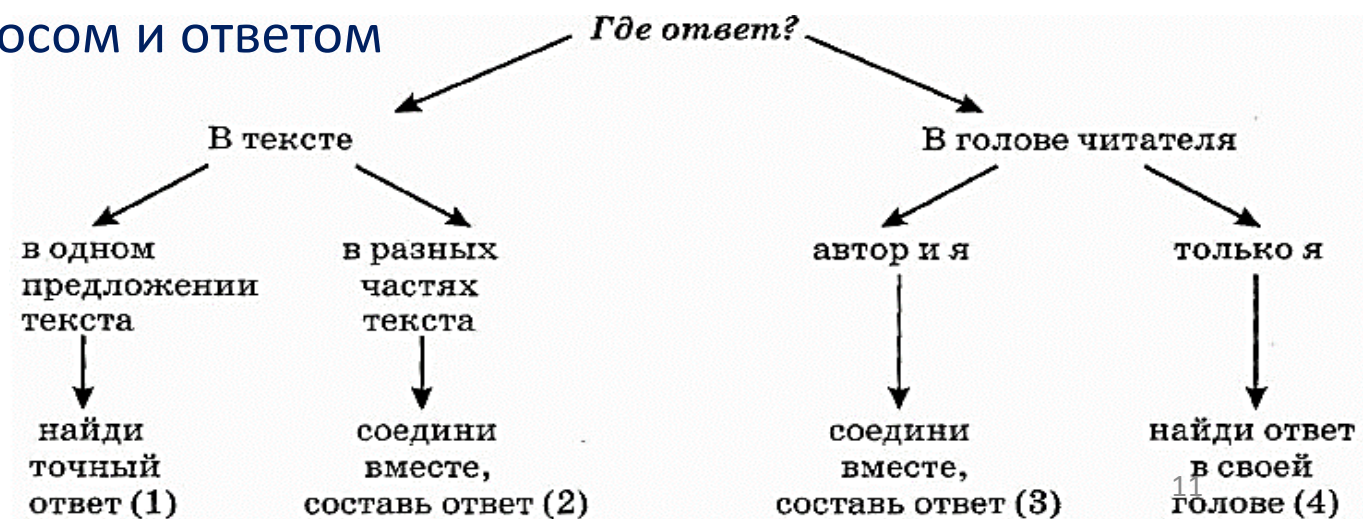 осом и ответом
Где ответ?
В тексте
В голове читателя
в одном
предложении
текста
в разных
частях
текста
автор и я
только я
найди
точный
ответ (1)
соедини
вместе,
составь ответ (2)
соедини
вместе,
составь ответ (3)
найди ответ
в своей
голове (4)
11